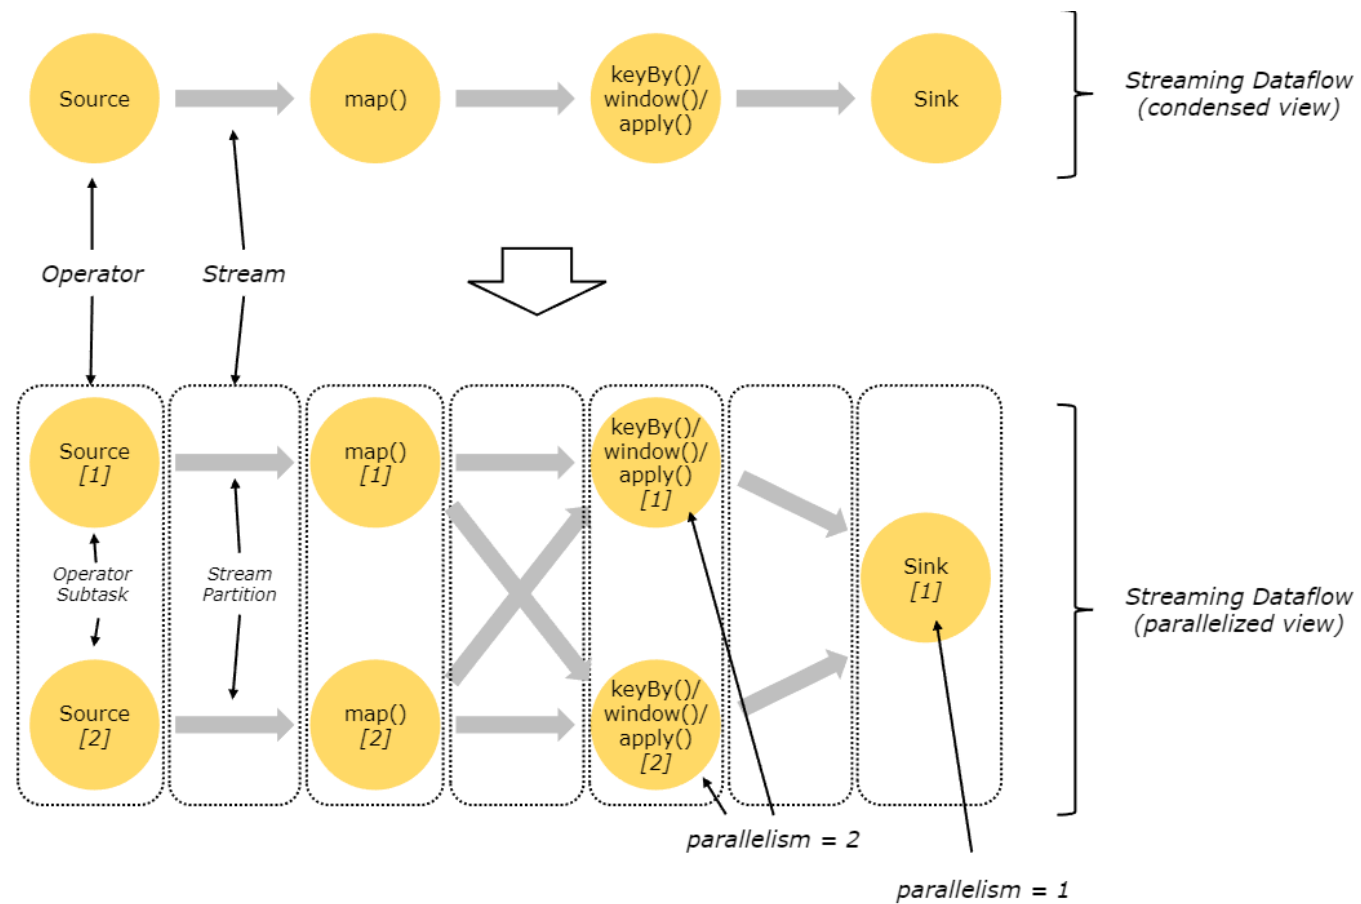 Source
map()
keyBy()/
window()/
apply()
Sink
Streaming Dataflow
(condensed view)
Operator
Stream
Source
[1]
map()
[1]
keyBy()/
window()/
apply()
[1]
Operator
Subtask
Stream
Partition
Sink
[1]
Streaming Dataflow
(parallelized view)
Source
[2]
map()
[2]
keyBy()/
window()/
apply()
[2]
parallelism = 2
parallelism = 1